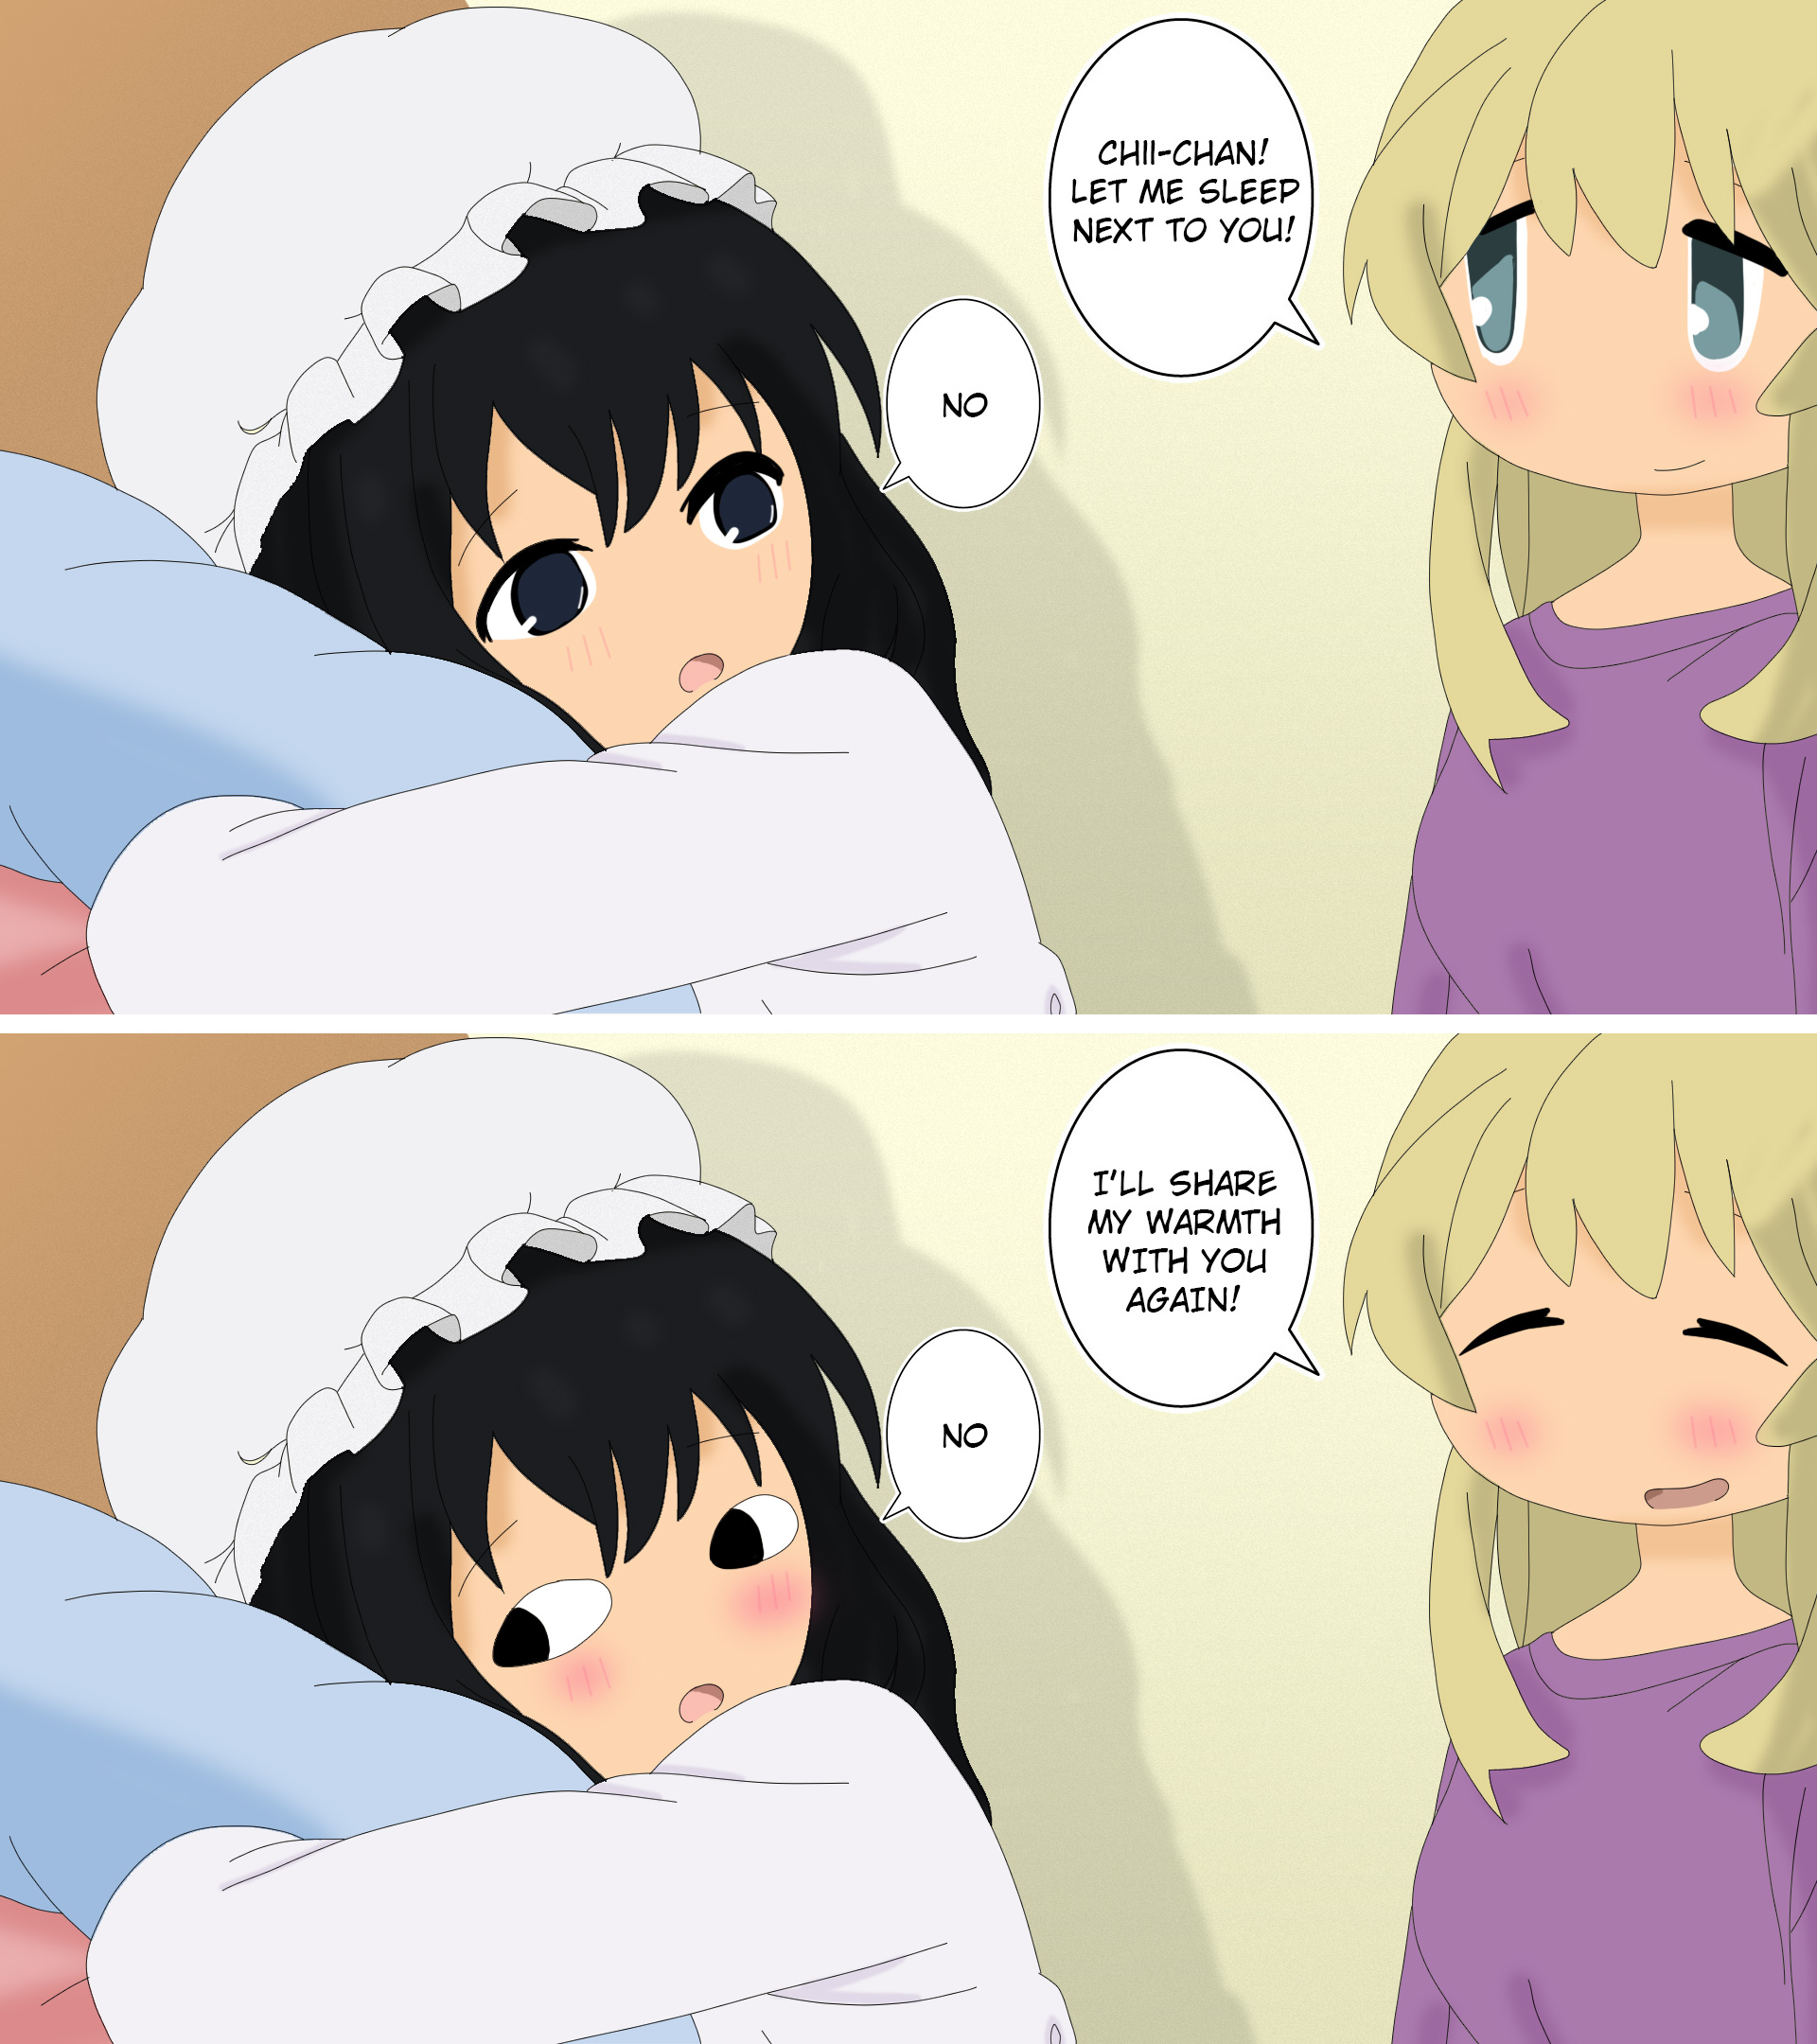 CHII-CHAN!
LET ME SLEEP
NEXT TO YOU!
NO
I'LL SHARE
MY WARMTH
WITH YOU
AGAIN!
NO